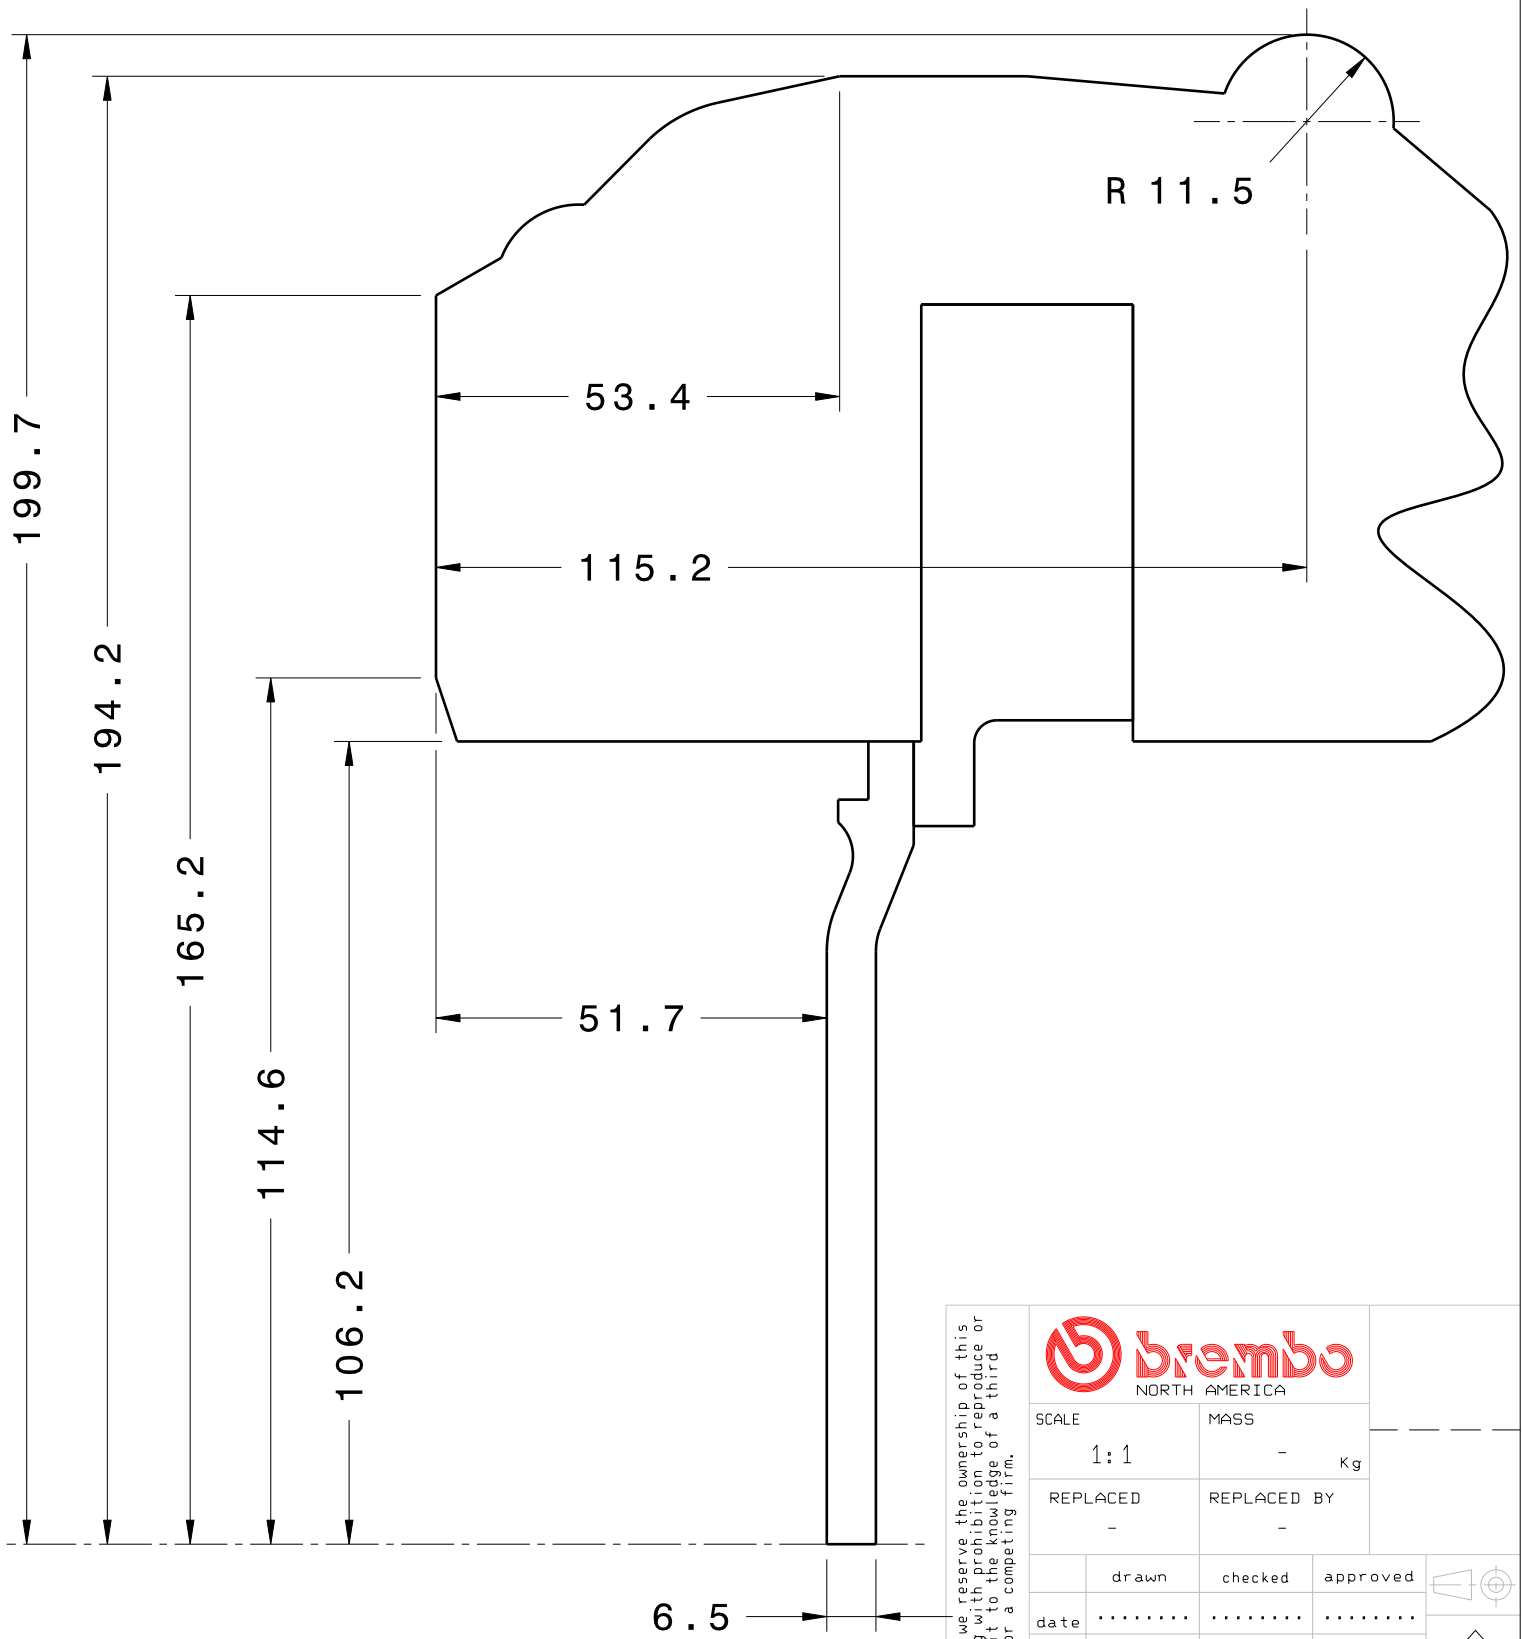 R 11.5
53.4
115.2
199.7
194.2
165.2
114.6
106.2
51.7
6.5
we reserve the ownership of this
with prohibition to reproduce or
to the knowledge of a third
or a competing firm.
brembo
NORTH AMERICA
SCALE
MASS
1:1
- Kg
REPLACED
REPLACED BY
-
-
drawn checked approved
date ........ ........ ........